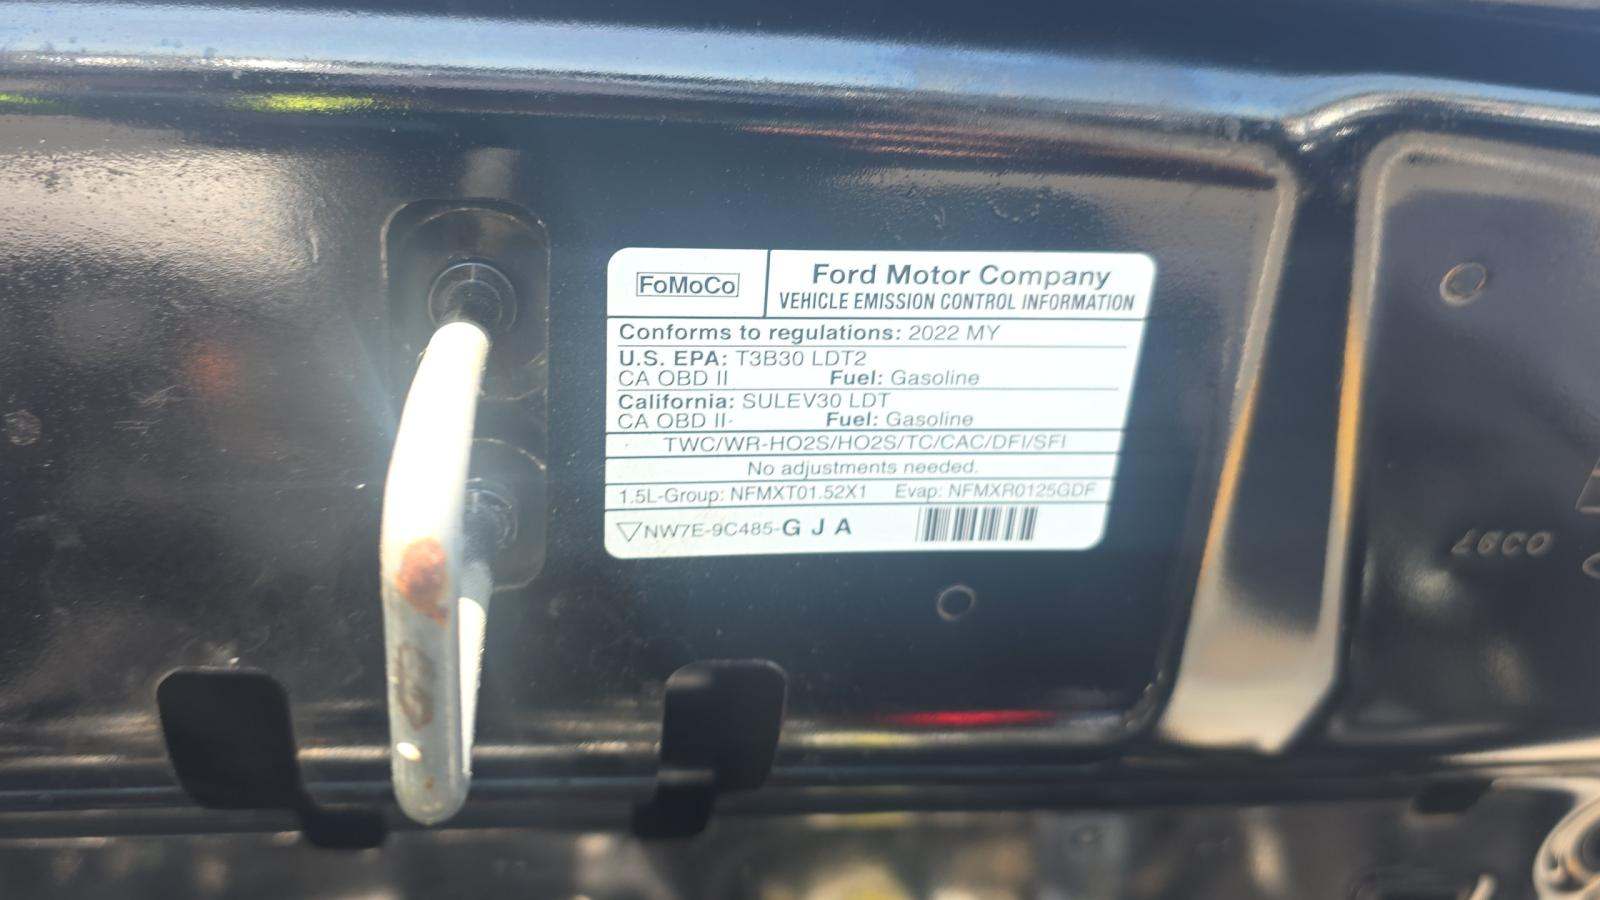 FoMoCo
Ford Motor Company
VEHICLE EMISSION CONTROL INFORMATION
Conforms to regulations: 2022 MY
U.S. EPA: T3B30 LDT2
CA OBD II Fuel: Gasoline
California: SULEV30 LDT
CA OBD II Fuel: Gasoline
TWC/WR-HO2S/HO2S/TC/CAC/DFI/SFI
No adjustments needed.
1.5L-Group: NFMXT01.52X1 Evap: NFMXR0125GDF
NW7E-9C485-G J A